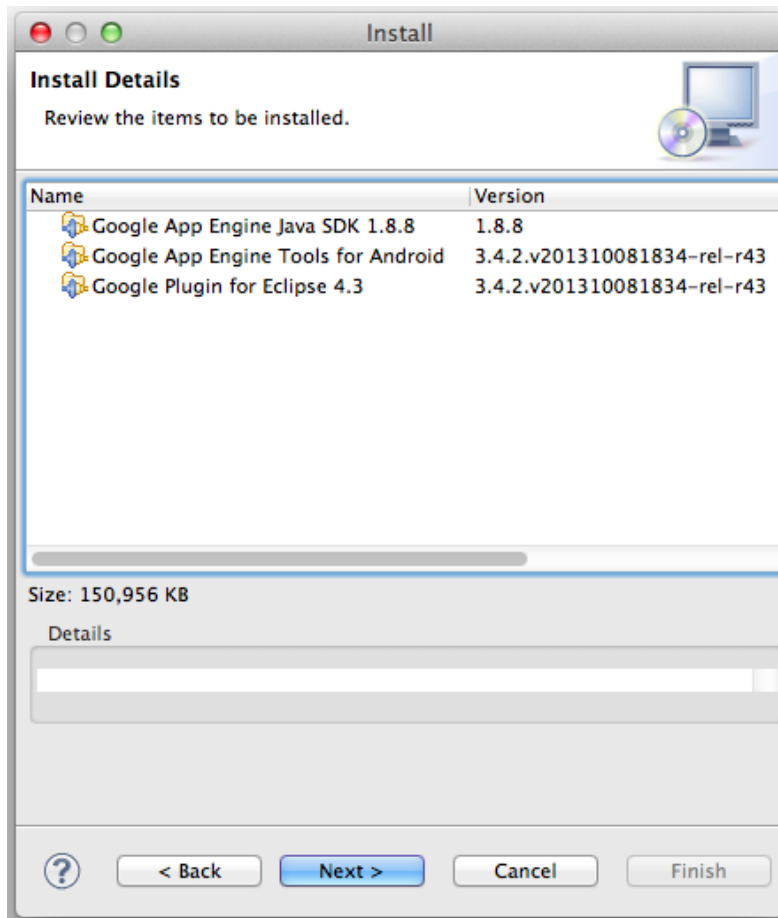 Install
Install Details
Review the items to be installed.
Name Version
Google App Engine Java SDK 1.8.8 1.8.8
Google App Engine Tools for Android 3.4.2.v201310081834-rel-r43
Google Plugin for Eclipse 4.3 3.4.2.v201310081834-rel-r43
Size: 150,956 KB
Details
? < Back Next > Cancel Finish